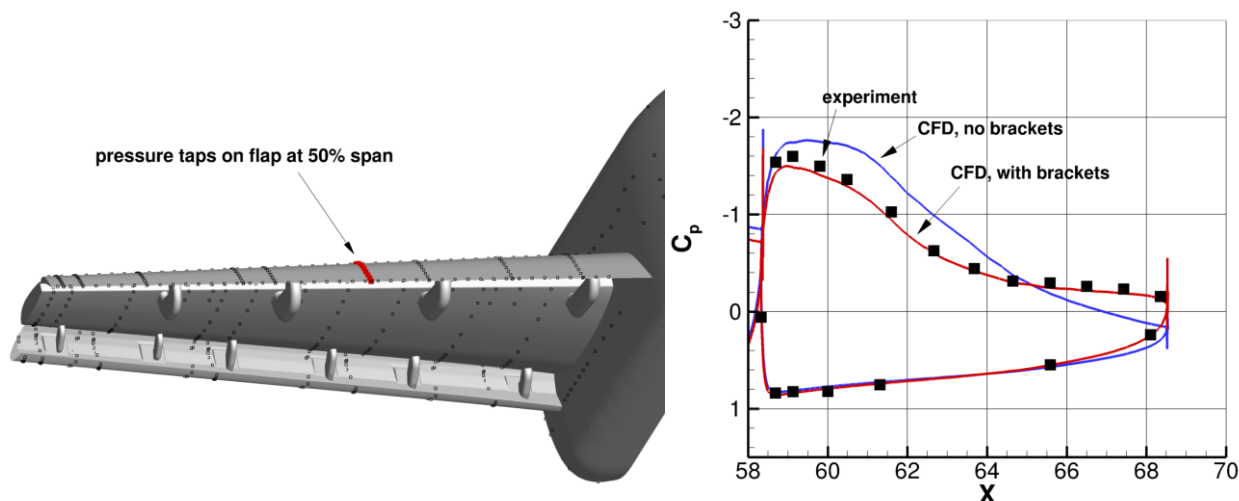 pressure taps on flap at 50% span
-3
-2
-1
0
1
Cp
experiment
CFD, no brackets
CFD, with brackets
58
60
62
64
66
68
70
X